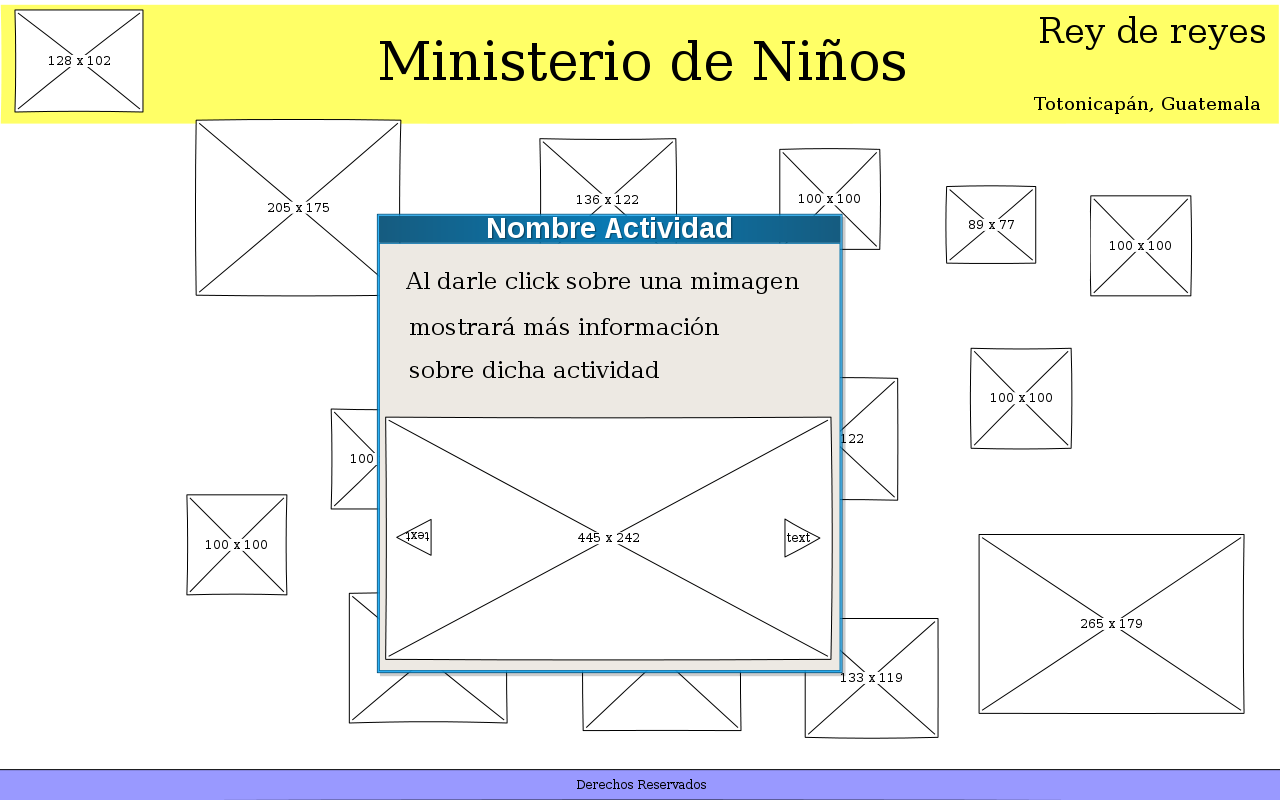 128 x 102
Ministerio de Niños
Rey de reyes
Totonicapán, Guatemala
205 x 175
136 x 122
100 x 100
89 x 77
100 x 100
Nombre Actividad
Al darle click sobre una mimagen
mostrará más información
sobre dicha actividad
100 x 100
100
122
445 x 242
text
text
100 x 100
265 x 179
133 x 119
Derechos Reservados